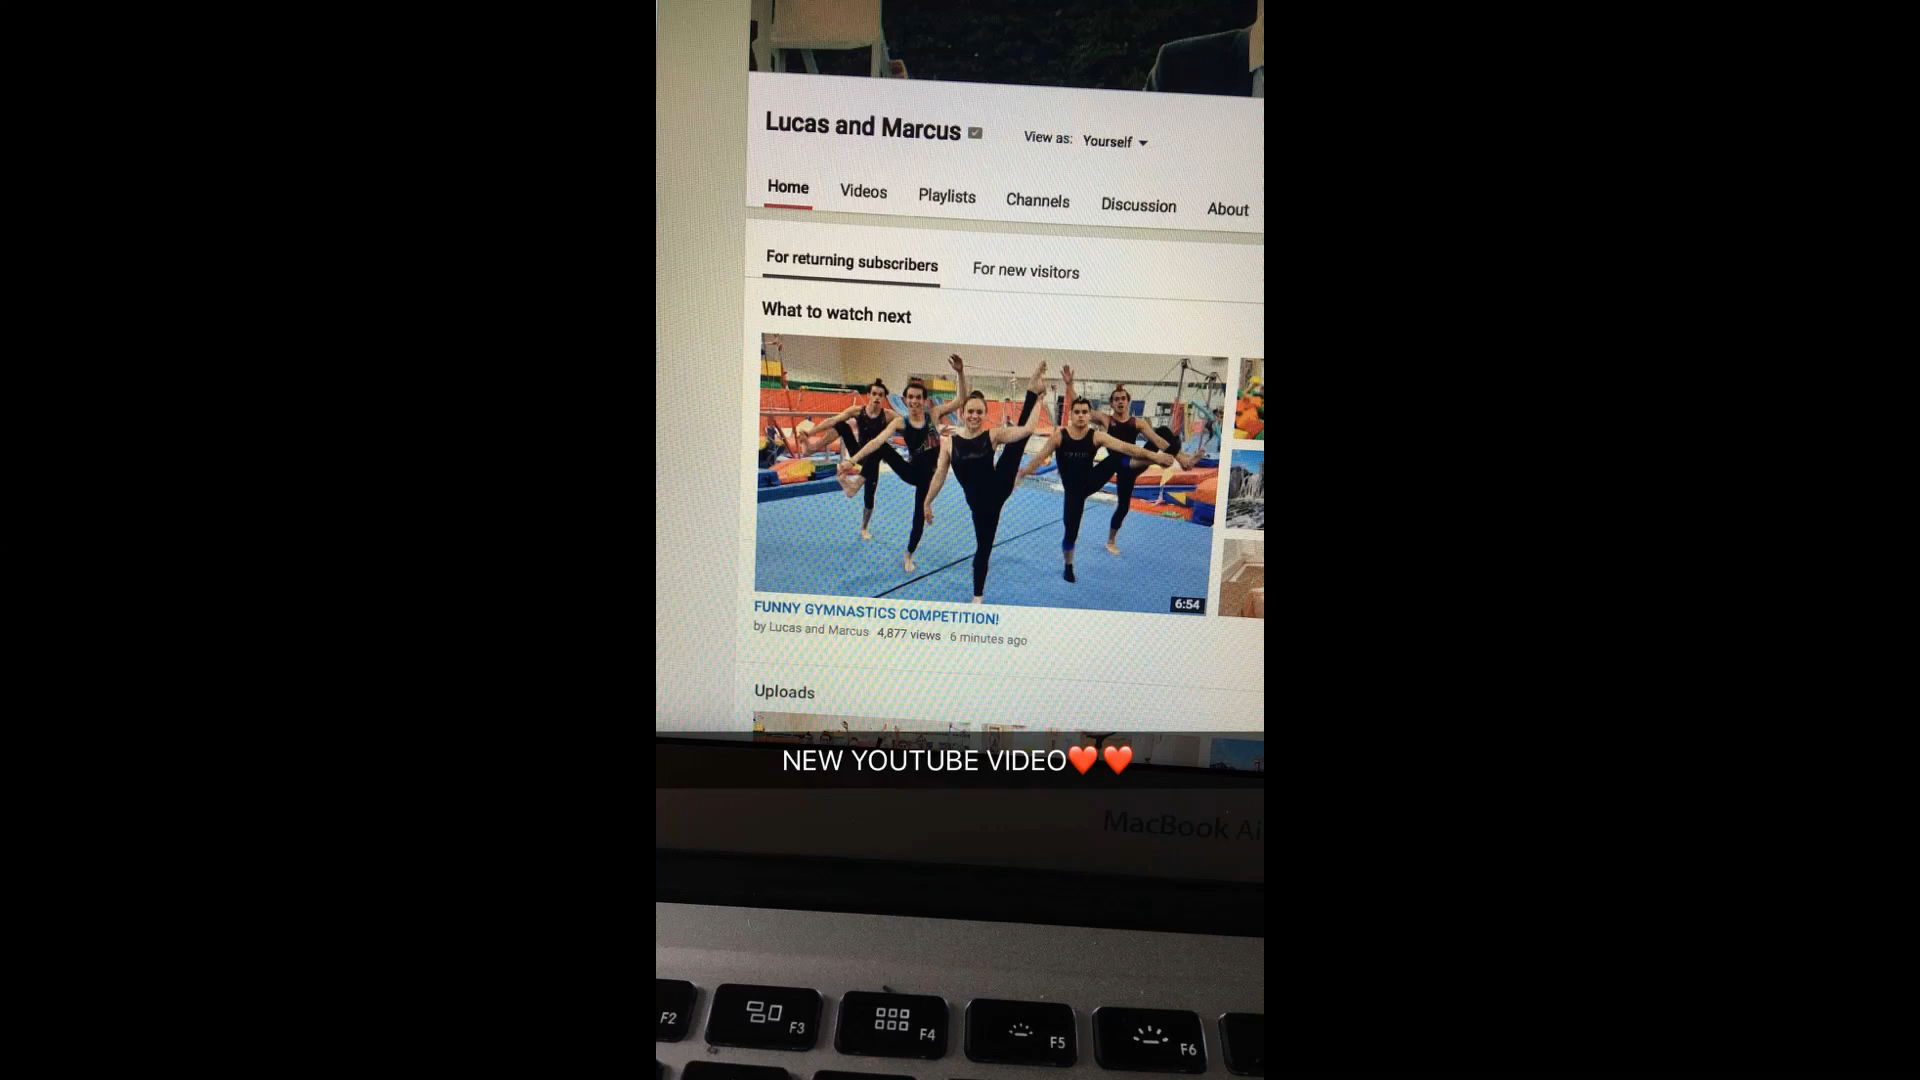 Lucas and Marcus
View as: Yourself
Home Videos Playlists Channels Discussion About
For returning subscribers For new visitors
What to watch next
6:54
FUNNY GYMNASTICS COMPETITION!
by Lucas and Marcus 4,877 views 6 minutes ago
Uploads
NEW YOUTUBE VIDEO❤️❤️
MacBook Ai
F2 F3 F4 F5 F6